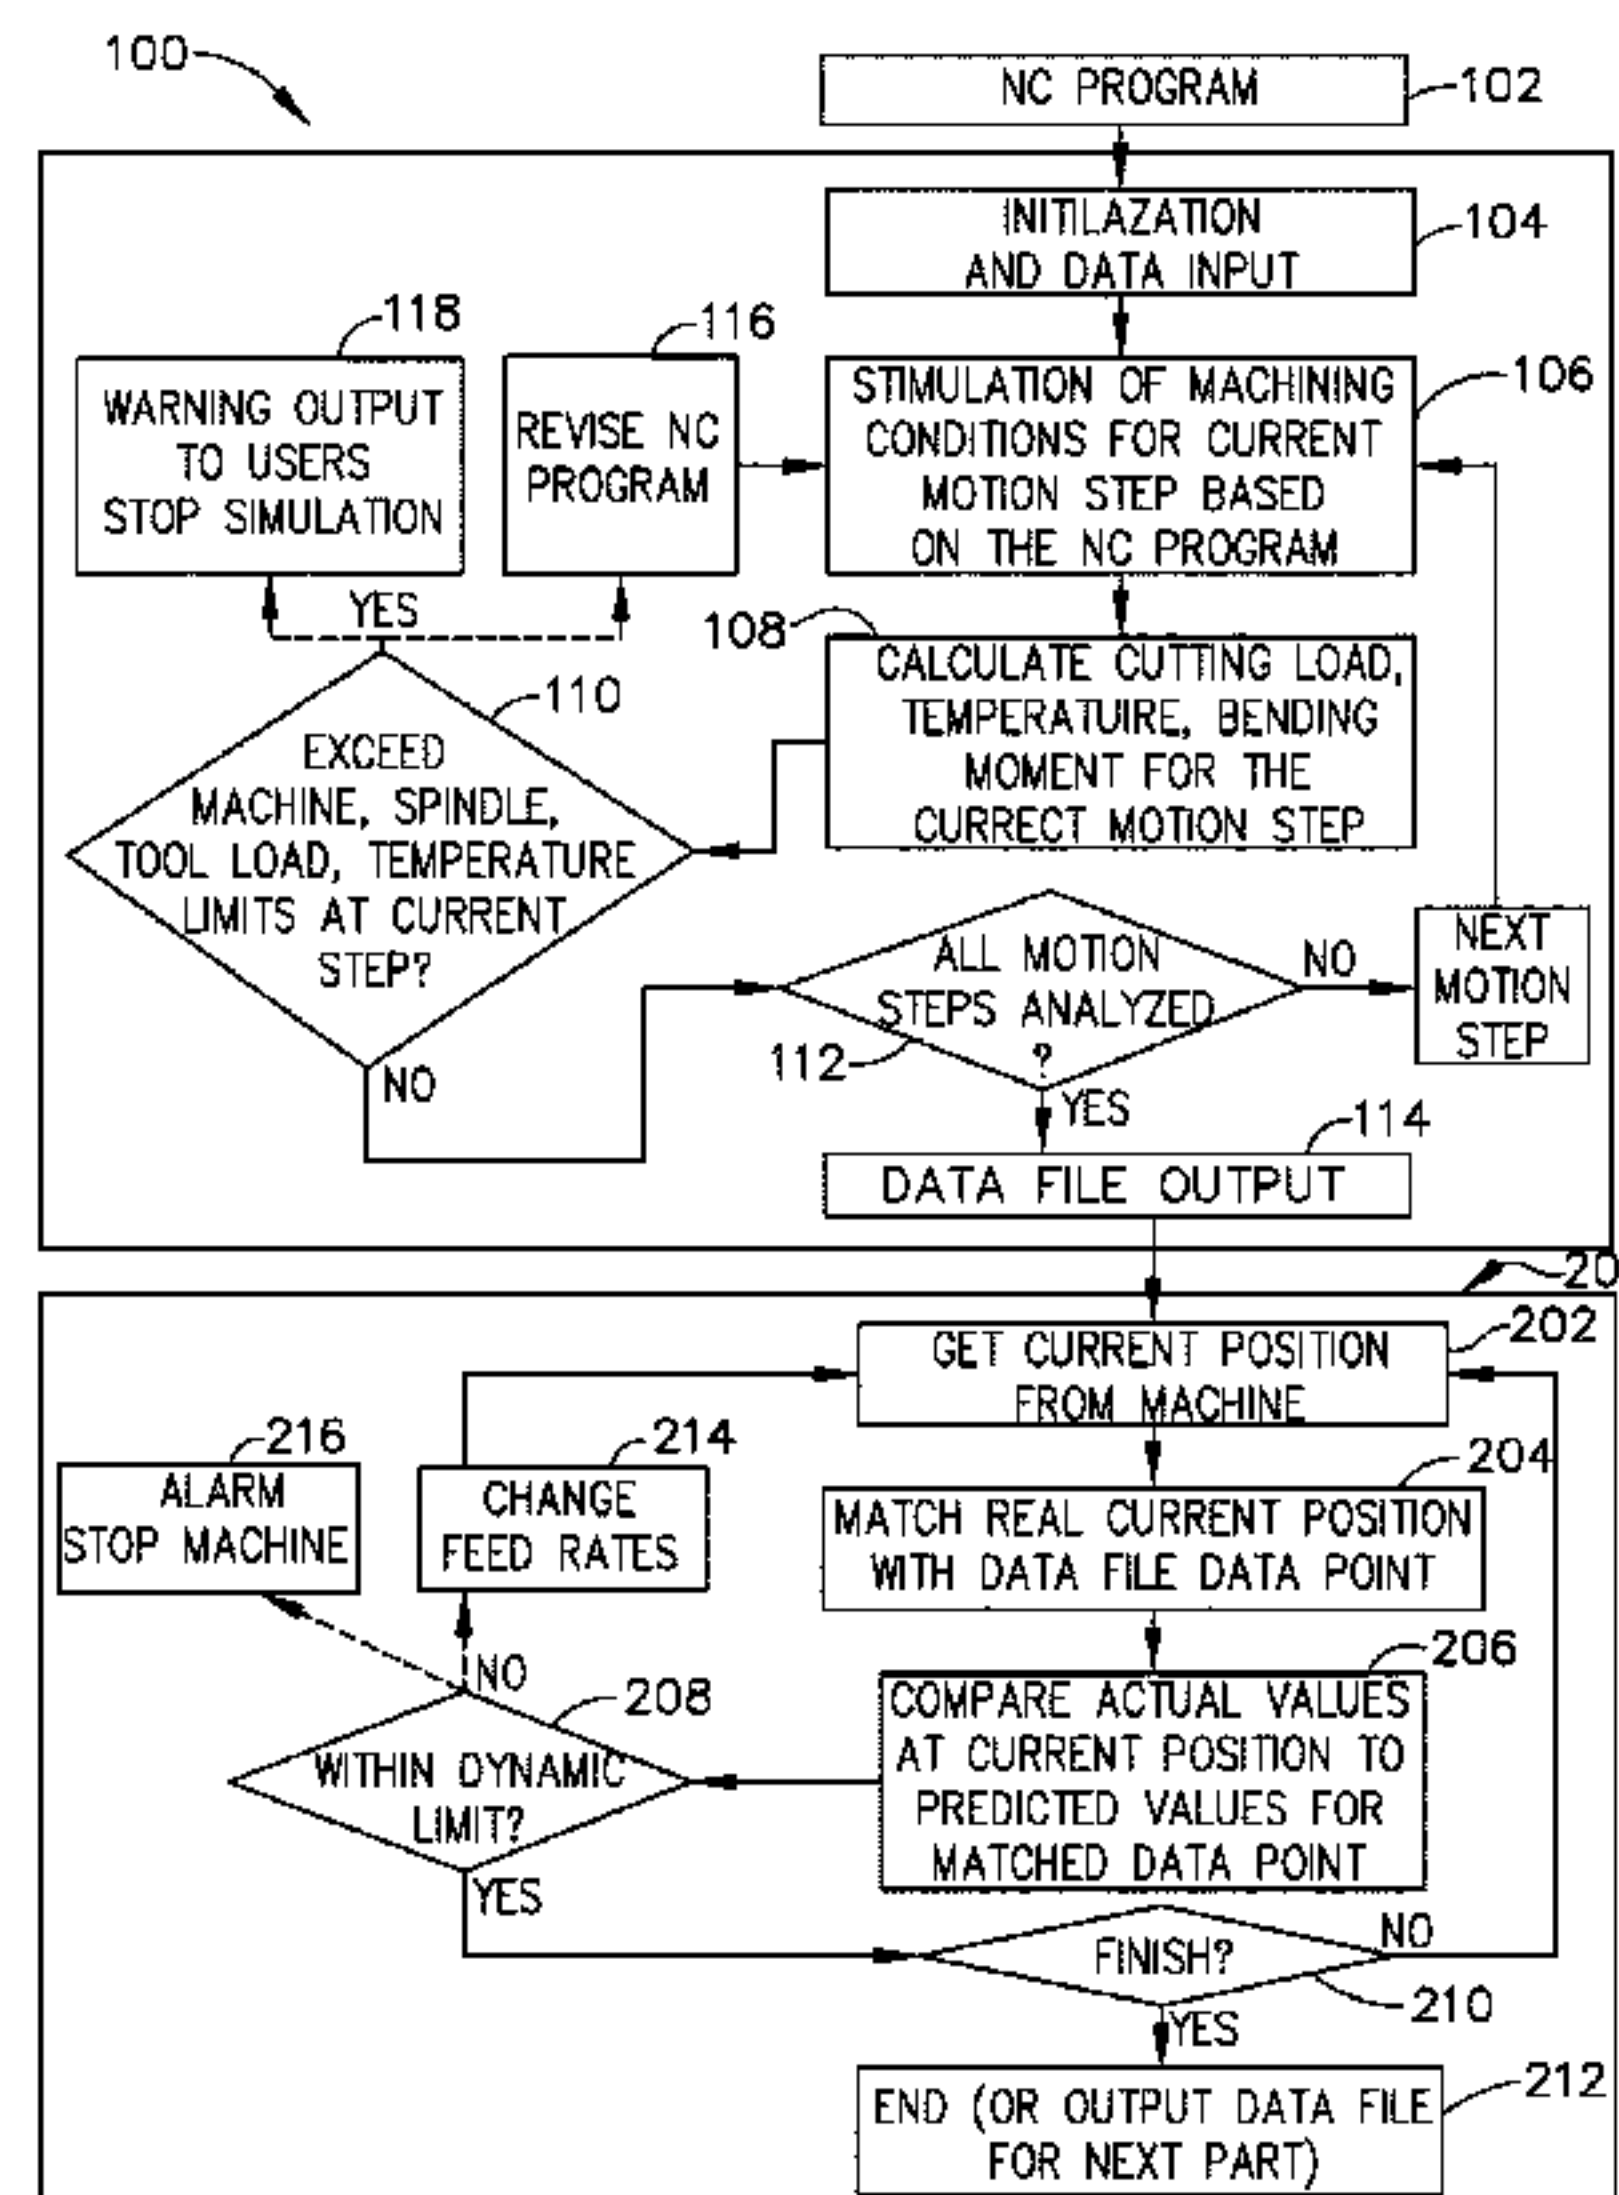 100
NC PROGRAM
102
INITILAZATION
AND DATA INPUT
104
118
WARNING OUTPUT
TO USERS
STOP SIMULATION
116
REVISE NC
PROGRAM
STIMULATION OF MACHINING
CONDITIONS FOR CURRENT
MOTION STEP BASED
ON THE NC PROGRAM
106
YES
108
CALCULATE CUTTING LOAD,
TEMPERATUIRE, BENDING
MOMENT FOR THE
CURRECT MOTION STEP
110
EXCEED
MACHINE, SPINDLE,
TOOL LOAD, TEMPERATURE
LIMITS AT CURRENT
STEP?
NO
ALL MOTION
STEPS ANALYZED
?
112
NO
NEXT
MOTION
STEP
YES
114
DATA FILE OUTPUT
20
GET CURRENT POSITION
FROM MACHINE
202
216
ALARM
STOP MACHINE
214
CHANGE
FEED RATES
204
MATCH REAL CURRENT POSITION
WITH DATA FILE DATA POINT
206
COMPARE ACTUAL VALUES
AT CURRENT POSITION TO
PREDICTED VALUES FOR
MATCHED DATA POINT
NO
208
WITHIN DYNAMIC
LIMIT?
YES
FINISH?
NO
210
YES
212
END (OR OUTPUT DATA FILE
FOR NEXT PART)